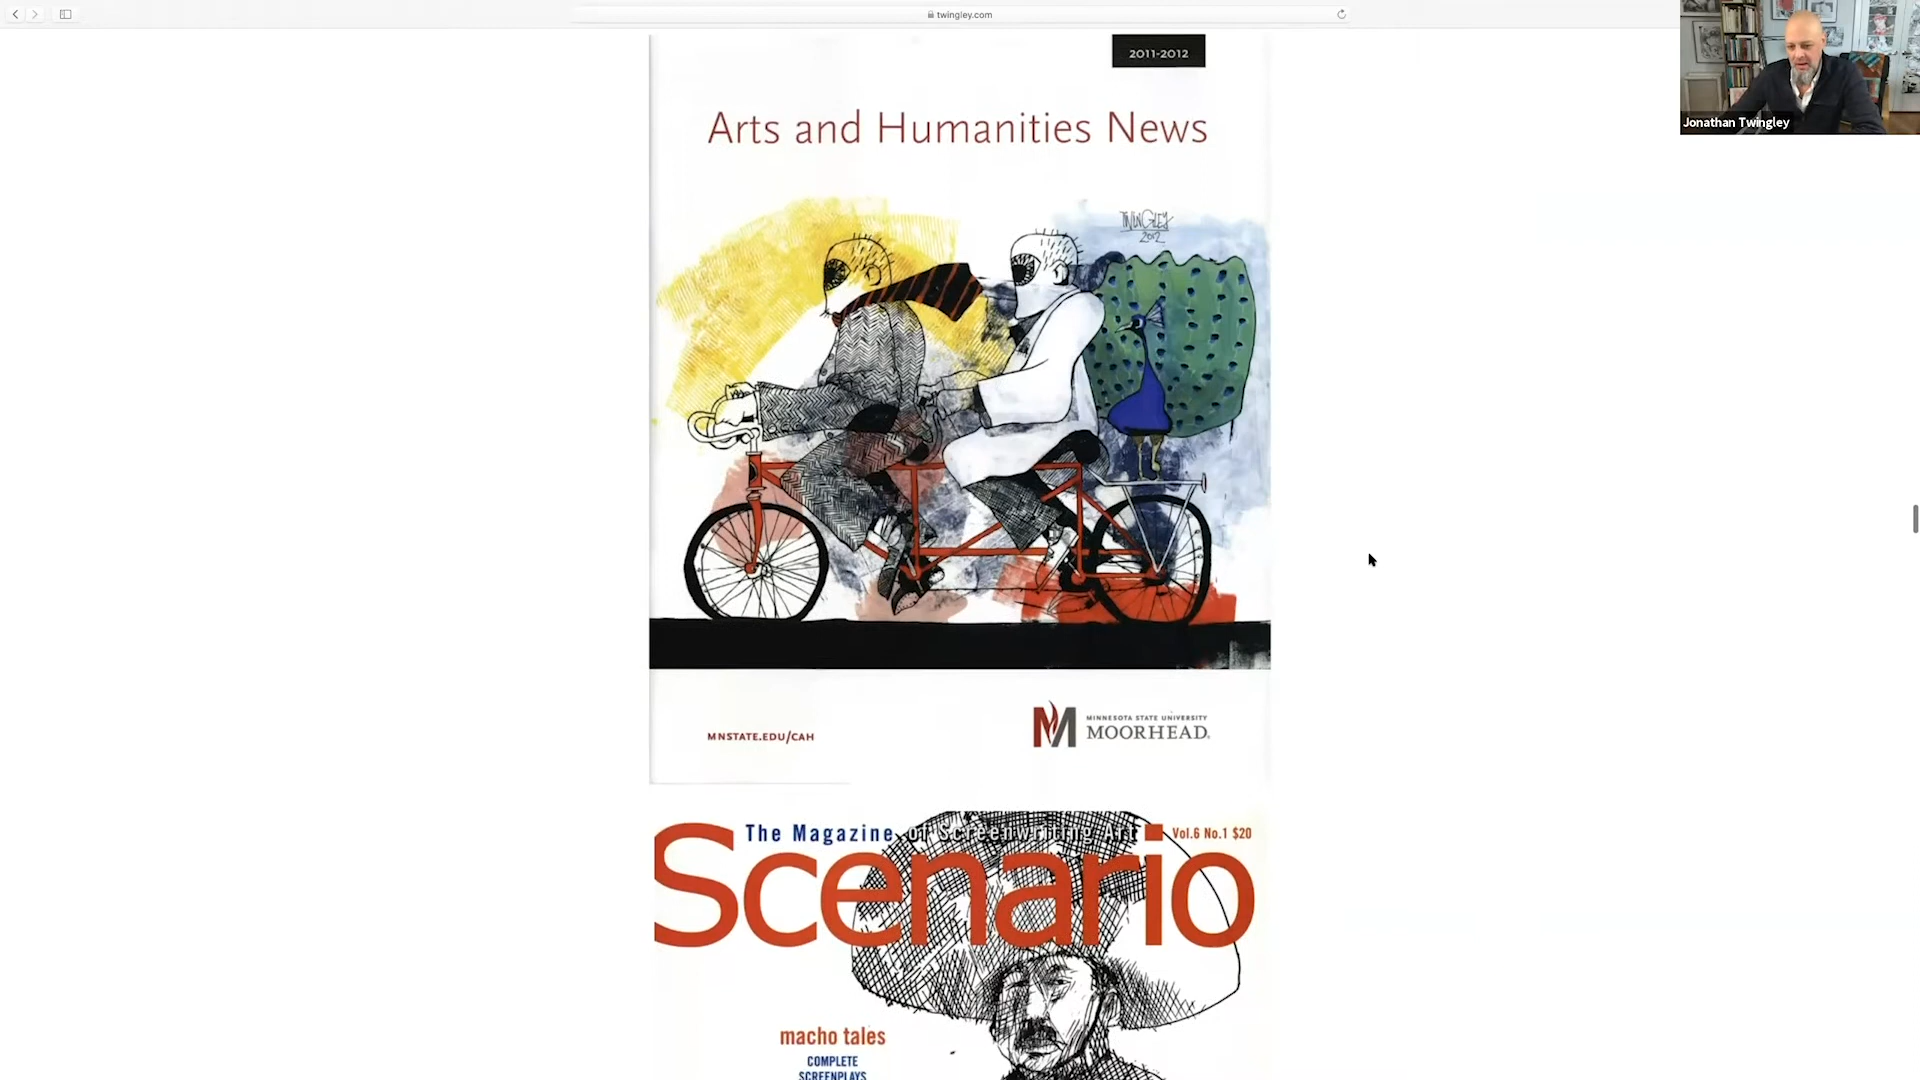 twingley.com
Jonathan Twingley
2011-2012
Arts and Humanities News
TWINGLEY
2012
MNSTATE.EDU/CAH
MINNESOTA STATE UNIVERSITY
MOORHEAD
The Magazine of Screenwriting Art
Vol.6 No.1 $20
Scenario
macho tales
COMPLETE
SCREENPLAYS